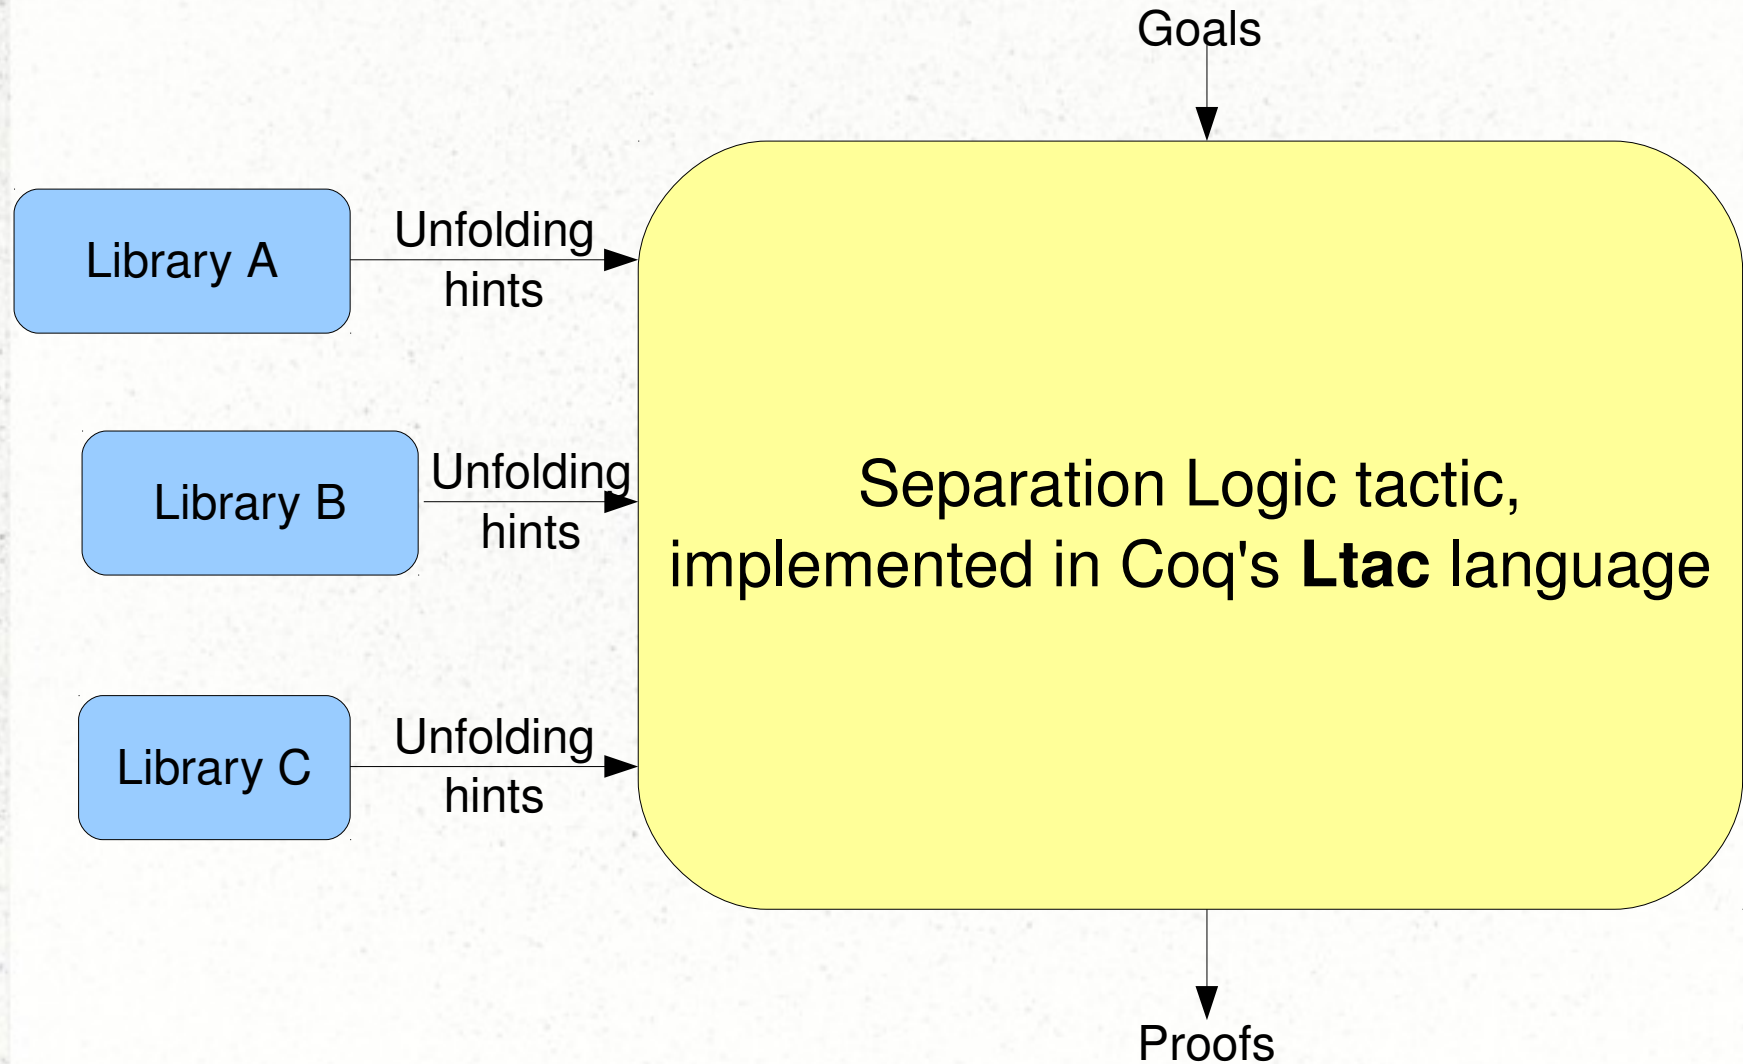 Goals
Library A
Unfolding
hints
Library B
Unfolding
hints
Separation Logic tactic,
implemented in Coq's Ltac language
Library C
Unfolding
hints
Proofs